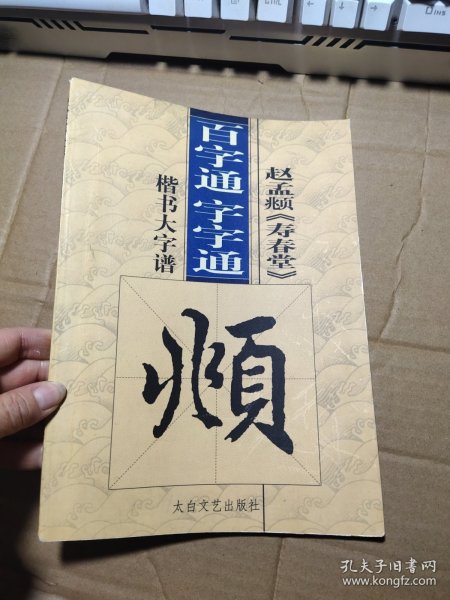 赵孟頫《寿春堂》
百字通 字字通
楷书大字谱
頫
太白文艺出版社
孔夫子旧书网
www.kongfz.com